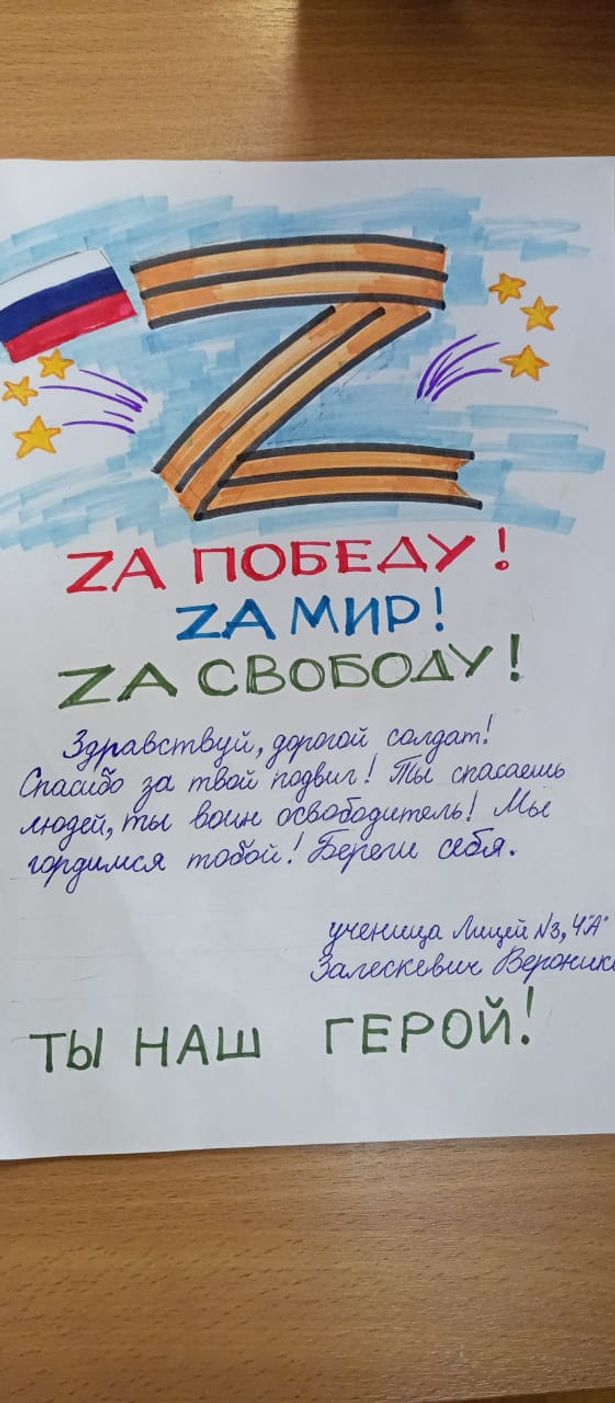 Z
ZА ПОБЕДУ!
ZА МИР!
ZА СВОБОДУ!
Здравствуй, дорогой солдат!
Спасибо за твой подвиг! Ты спасаешь
людей, ты воин освободитель! Мы
гордимся тобой! Береги себя.
ученица Лицей №3, 4"А"
Залескевич Вероника
ТЫ НАШ ГЕРОЙ!